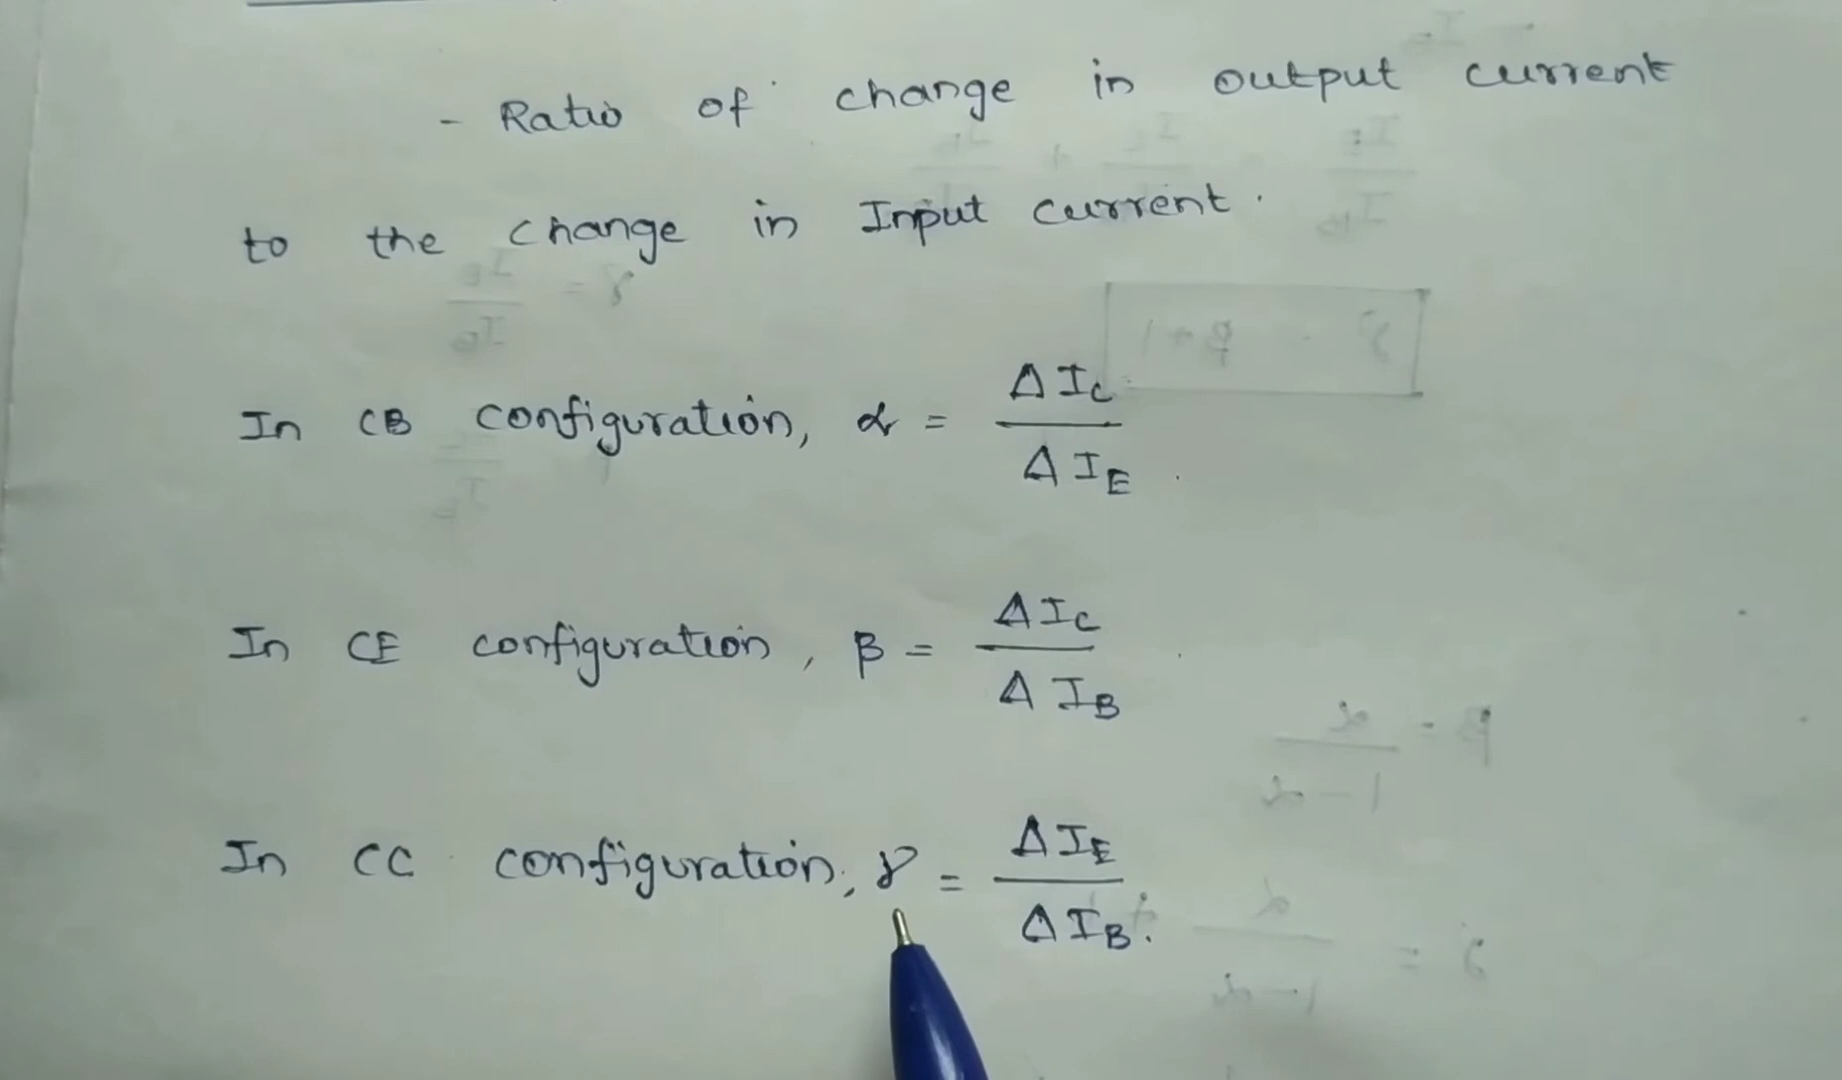 - Ratio of change in output current
to the change in Input current.
In CB configuration, α = ΔIC / ΔIE
In CE configuration, β = ΔIC / ΔIB
In CC configuration, γ = ΔIE / ΔIB.